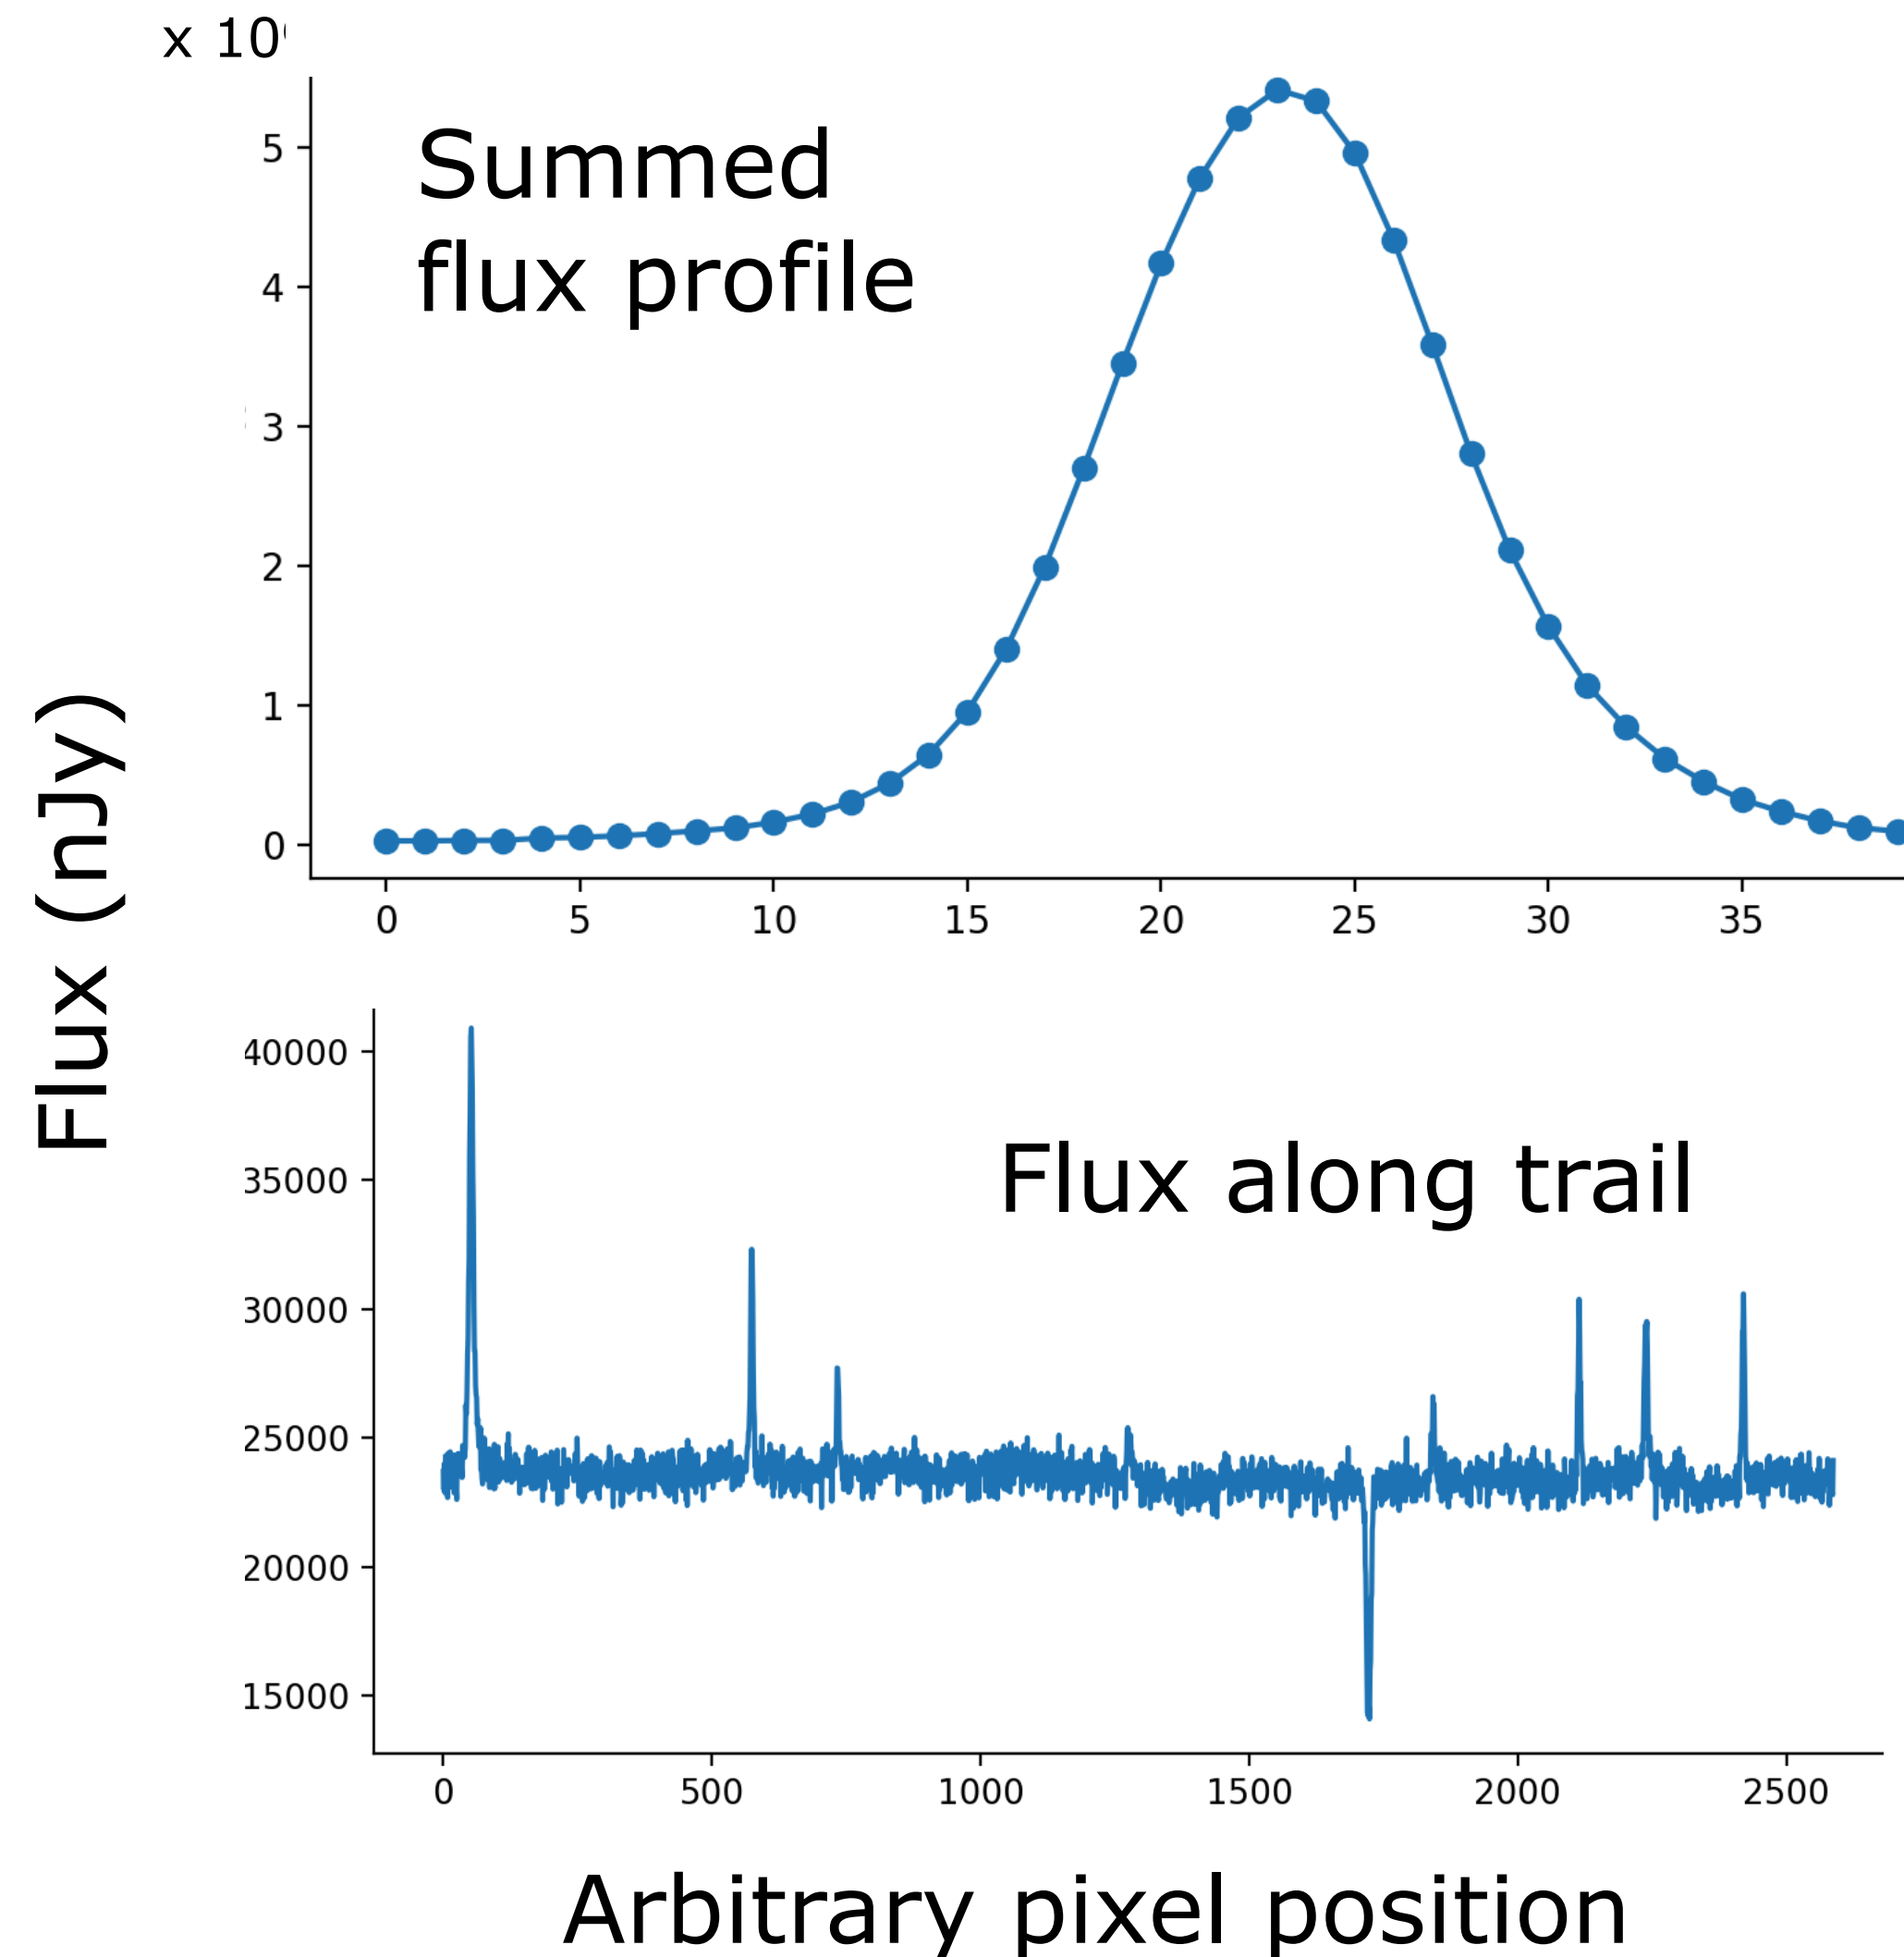 x 10
5
Summed
flux profile
4
3
2
1
0
0 5 10 15 20 25 30 35
Flux (nJy)
40000
35000
Flux along trail
30000
25000
20000
15000
0 500 1000 1500 2000 2500
Arbitrary pixel position